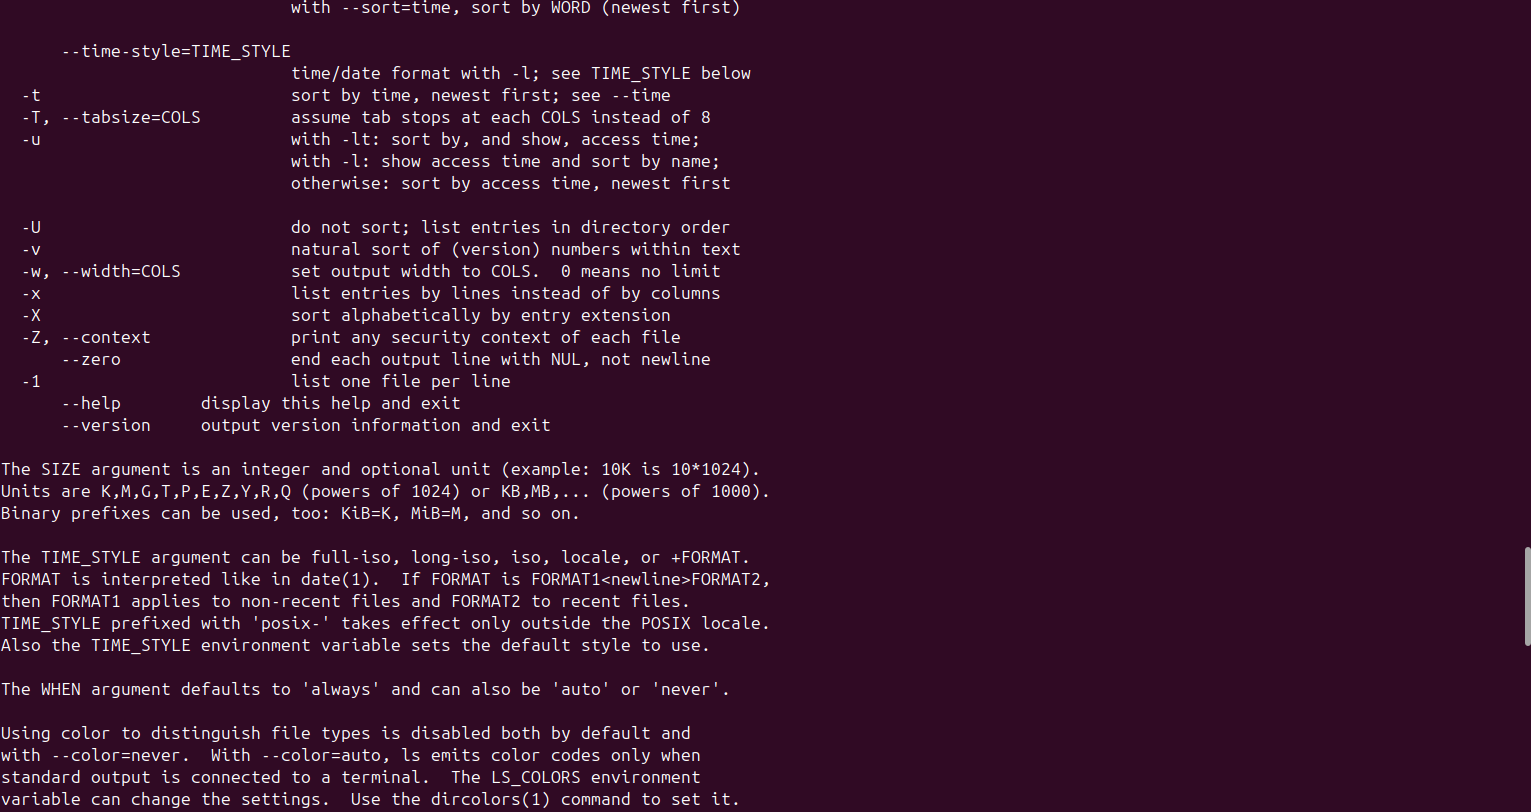 with --sort=time, sort by WORD (newest first)

      --time-style=TIME_STYLE
                             time/date format with -l; see TIME_STYLE below
  -t                         sort by time, newest first; see --time
  -T, --tabsize=COLS         assume tab stops at each COLS instead of 8
  -u                         with -lt: sort by, and show, access time;
                             with -l: show access time and sort by name;
                             otherwise: sort by access time, newest first

  -U                         do not sort; list entries in directory order
  -v                         natural sort of (version) numbers within text
  -w, --width=COLS           set output width to COLS.  0 means no limit
  -x                         list entries by lines instead of by columns
  -X                         sort alphabetically by entry extension
  -Z, --context              print any security context of each file
      --zero                 end each output line with NUL, not newline
  -1                         list one file per line
      --help        display this help and exit
      --version     output version information and exit

The SIZE argument is an integer and optional unit (example: 10K is 10*1024).
Units are K,M,G,T,P,E,Z,Y,R,Q (powers of 1024) or KB,MB,... (powers of 1000).
Binary prefixes can be used, too: KiB=K, MiB=M, and so on.

The TIME_STYLE argument can be full-iso, long-iso, iso, locale, or +FORMAT.
FORMAT is interpreted like in date(1).  If FORMAT is FORMAT1<newline>FORMAT2,
then FORMAT1 applies to non-recent files and FORMAT2 to recent files.
TIME_STYLE prefixed with 'posix-' takes effect only outside the POSIX locale.
Also the TIME_STYLE environment variable sets the default style to use.

The WHEN argument defaults to 'always' and can also be 'auto' or 'never'.

Using color to distinguish file types is disabled both by default and
with --color=never.  With --color=auto, ls emits color codes only when
standard output is connected to a terminal.  The LS_COLORS environment
variable can change the settings.  Use the dircolors(1) command to set it.